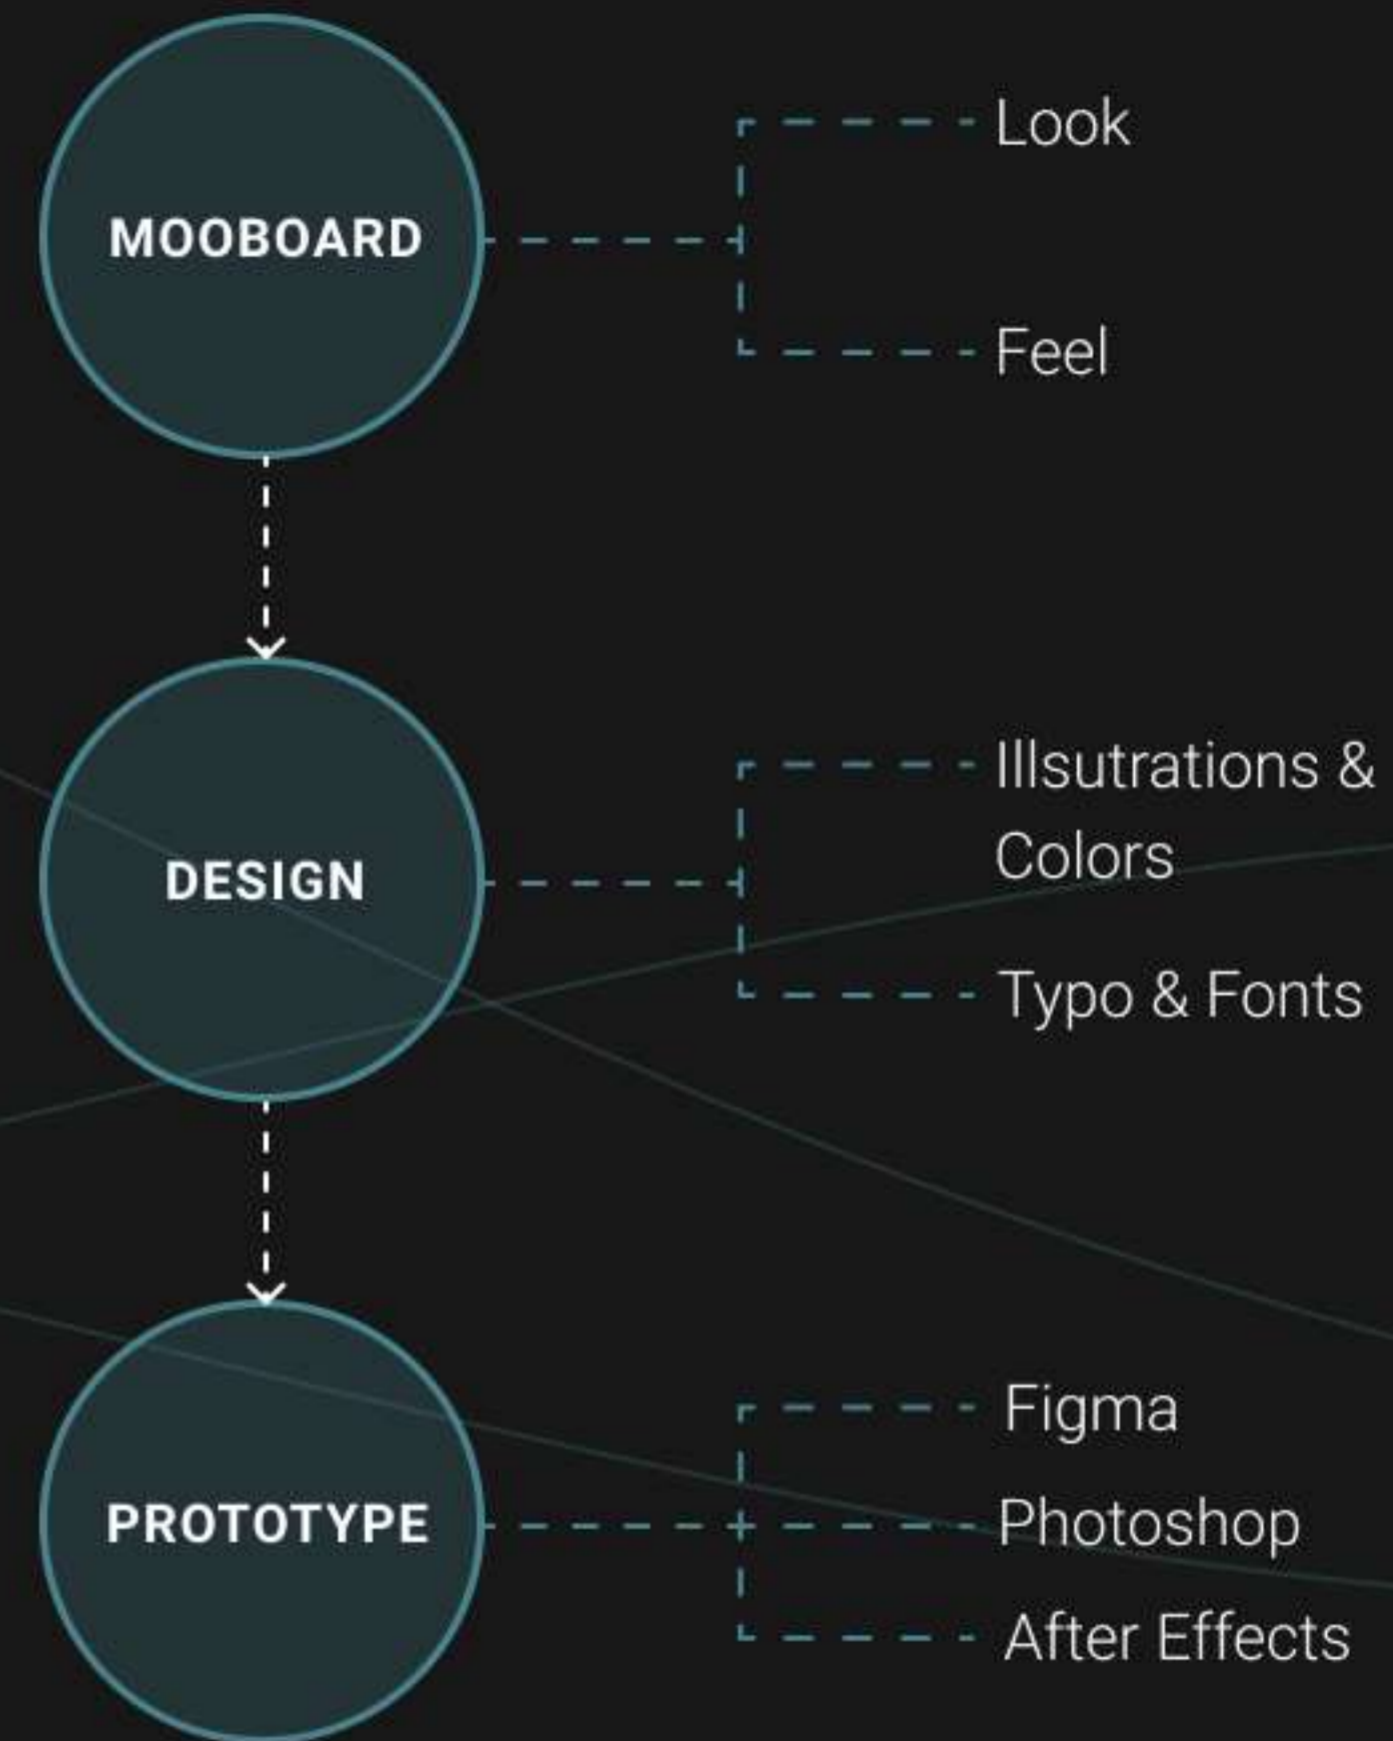 MOOBOARD
Look
Feel
DESIGN
Illsutrations &
Colors
Typo & Fonts
PROTOTYPE
Figma
Photoshop
After Effects